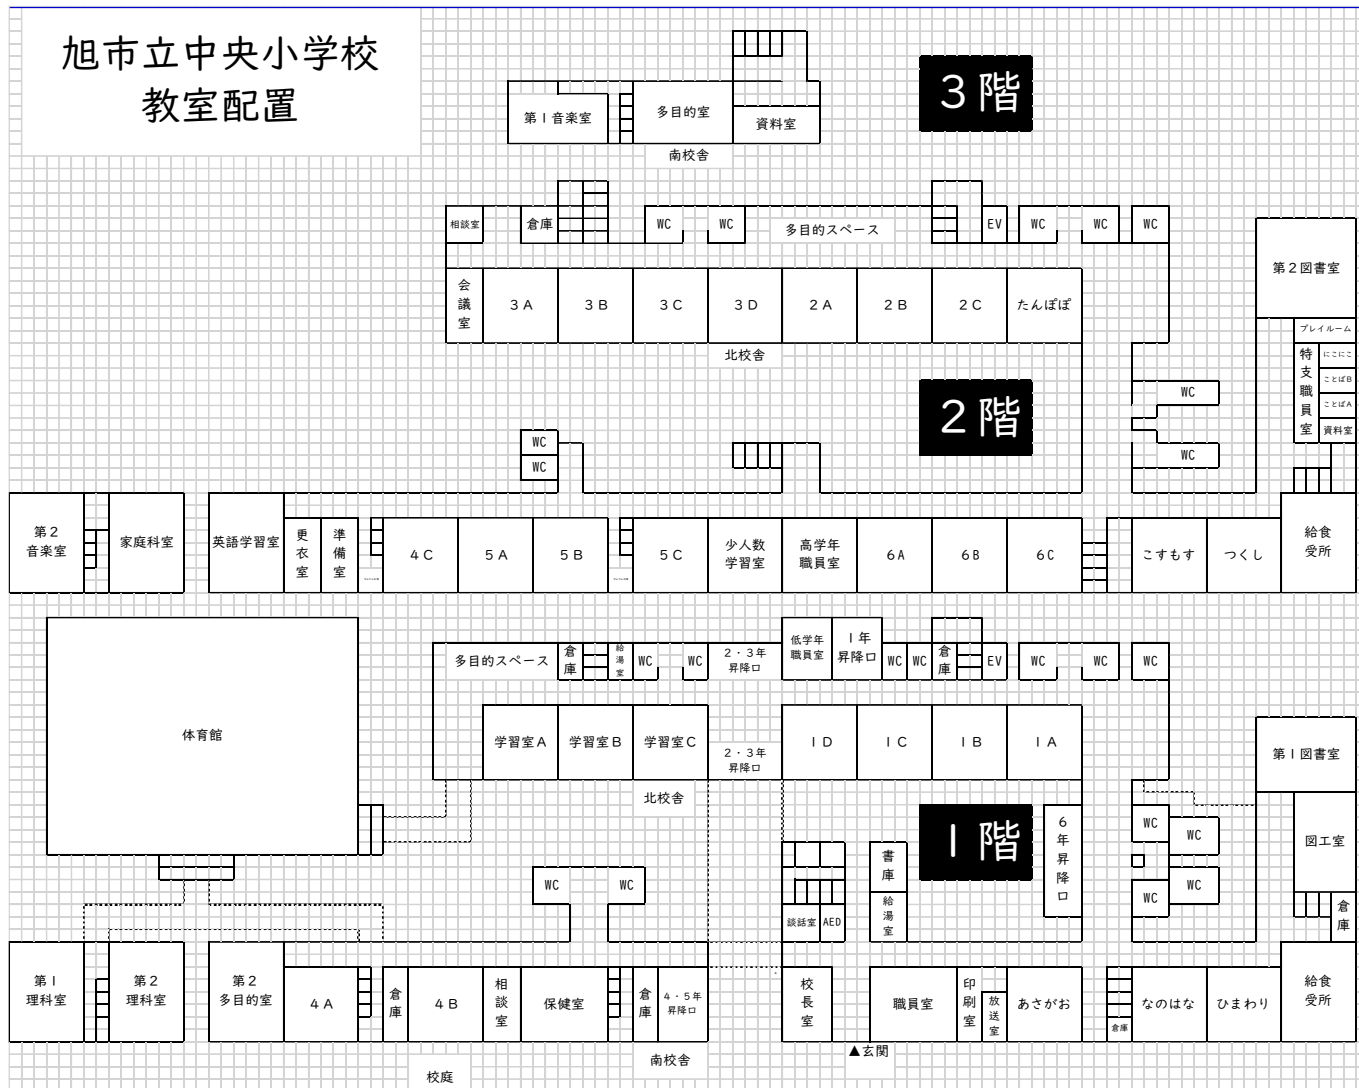 旭市立中央小学校
教室配置
3階
第1音楽室
多目的室
資料室
南校舎
相談室
倉庫
WC
WC
多目的スペース
EV
WC
WC
WC
第2図書室
会議室
3A
3B
3C
3D
2A
2B
2C
たんぽぽ
北校舎
プレイルーム
特支職員室
にこにこ
ことばB
ことばA
資料室
2階
WC
WC
WC
WC
第2
音楽室
家庭科室
英語学習室
更衣室
準備室
4C
5A
5B
5C
少人数
学習室
高学年
職員室
6A
6B
6C
こすもす
つくし
給食
受所
体育館
多目的スペース
倉庫
給湯室
WC
WC
2・3年
昇降口
低学年
職員室
1年
昇降口
WC
WC
倉庫
EV
WC
WC
WC
学習室A
学習室B
学習室C
2・3年
昇降口
1D
1C
1B
1A
第1図書室
北校舎
1階
6年昇降口
書庫
給湯室
WC
WC
WC
WC
図工室
倉庫
WC
WC
談話室
AED
第1
理科室
第2
理科室
第2
多目的室
4A
倉庫
4B
相談室
保健室
倉庫
4・5年
昇降口
校長室
職員室
印刷室
放送室
あさがお
倉庫
なのはな
ひまわり
給食
受所
▲玄関
南校舎
校庭